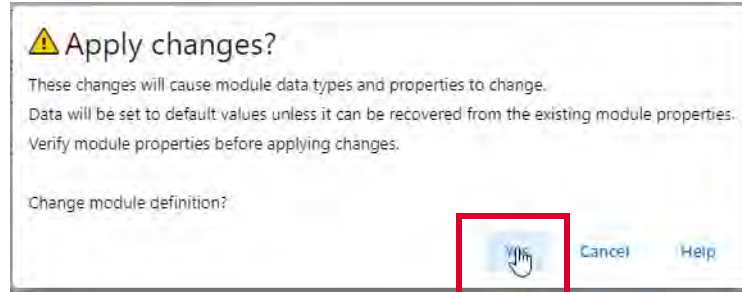 Apply changes?
These changes will cause module data types and properties to change.
Data will be set to default values unless it can be recovered from the existing module properties.
Verify module properties before applying changes.
Change module definition?
Yes Cancel Help